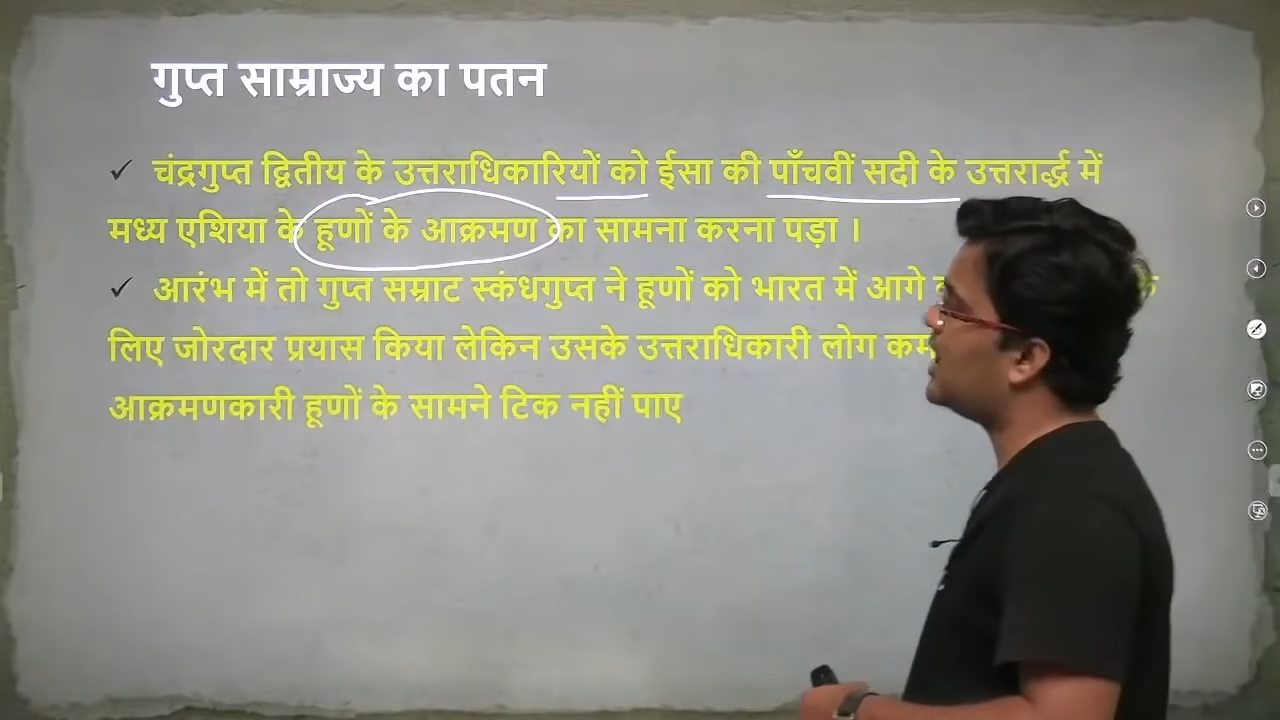 गुप्त साम्राज्य का पतन
✓ चंद्रगुप्त द्वितीय के उत्तराधिकारियों को ईसा की पाँचवीं सदी के उत्तरार्द्ध में
मध्य एशिया के हूणों के आक्रमण का सामना करना पड़ा ।
✓ आरंभ में तो गुप्त सम्राट स्कंधगुप्त ने हूणों को भारत में आगे
लिए जोरदार प्रयास किया लेकिन उसके उत्तराधिकारी लोग
आक्रमणकारी हूणों के सामने टिक नहीं पाए